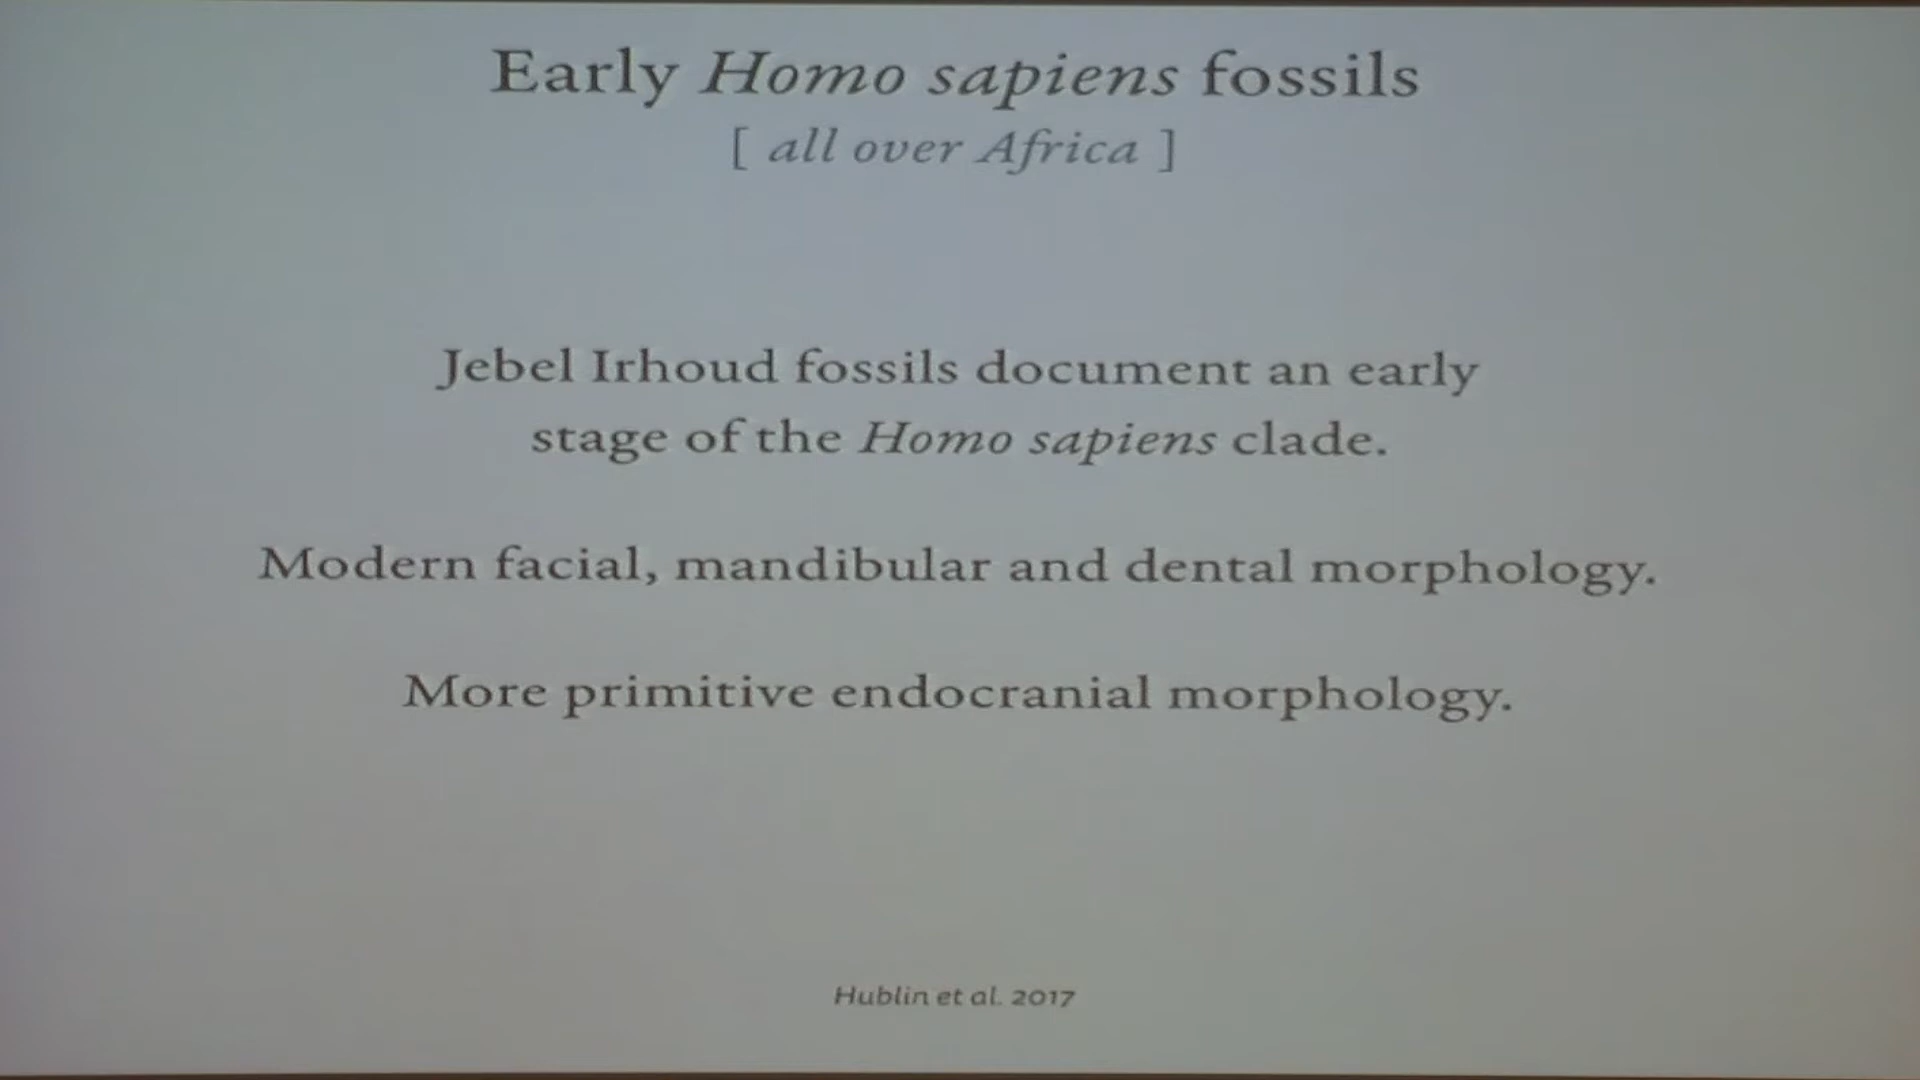 Early Homo sapiens fossils
[ all over Africa ]
Jebel Irhoud fossils document an early
stage of the Homo sapiens clade.
Modern facial, mandibular and dental morphology.
More primitive endocranial morphology.
Hublin et al. 2017